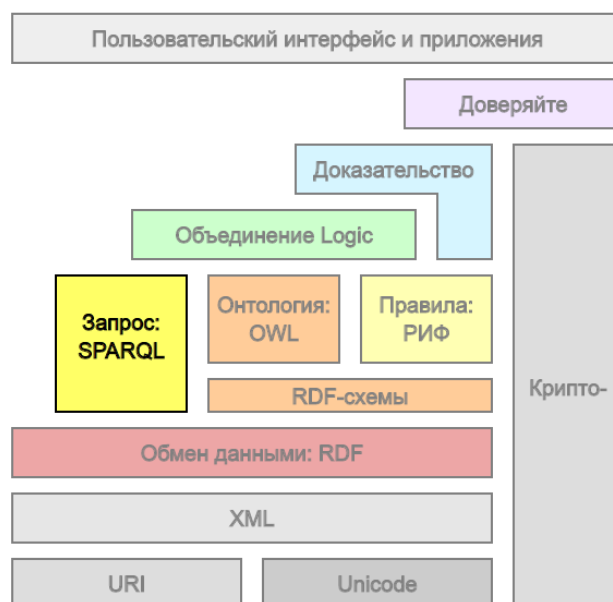 Пользовательский интерфейс и приложения
Доверяйте
Доказательство
Объединение Logic
Запрос:
SPARQL
Онтология:
OWL
Правила:
РИФ
RDF-схемы
Крипто-
Обмен данными: RDF
XML
URI
Unicode